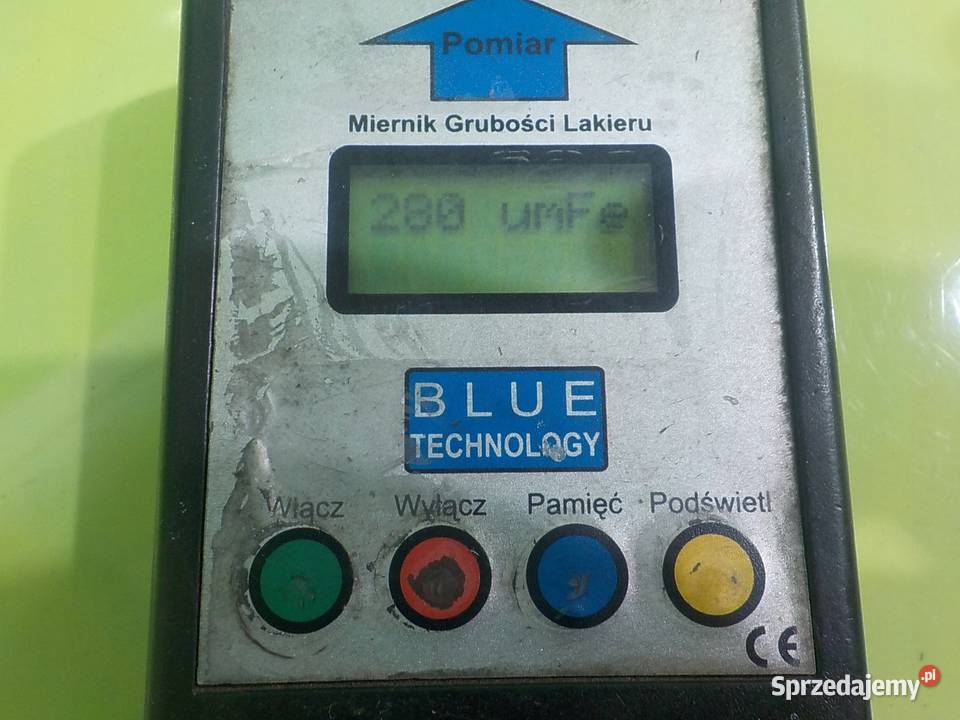 Pomiar
Miernik Grubości Lakieru
280 umFe
BLUE
TECHNOLOGY
Włącz Wyłącz Pamięć Podświetl
CE
Sprzedajemy.pl